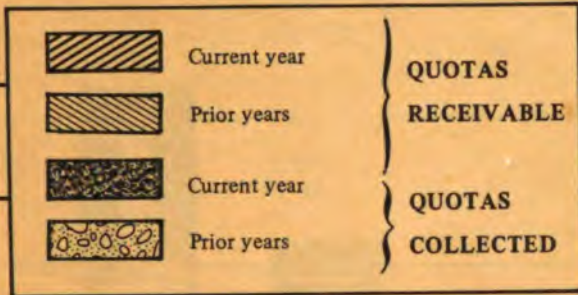 Current year
Prior years
QUOTAS
RECEIVABLE
Current year
Prior years
QUOTAS
COLLECTED